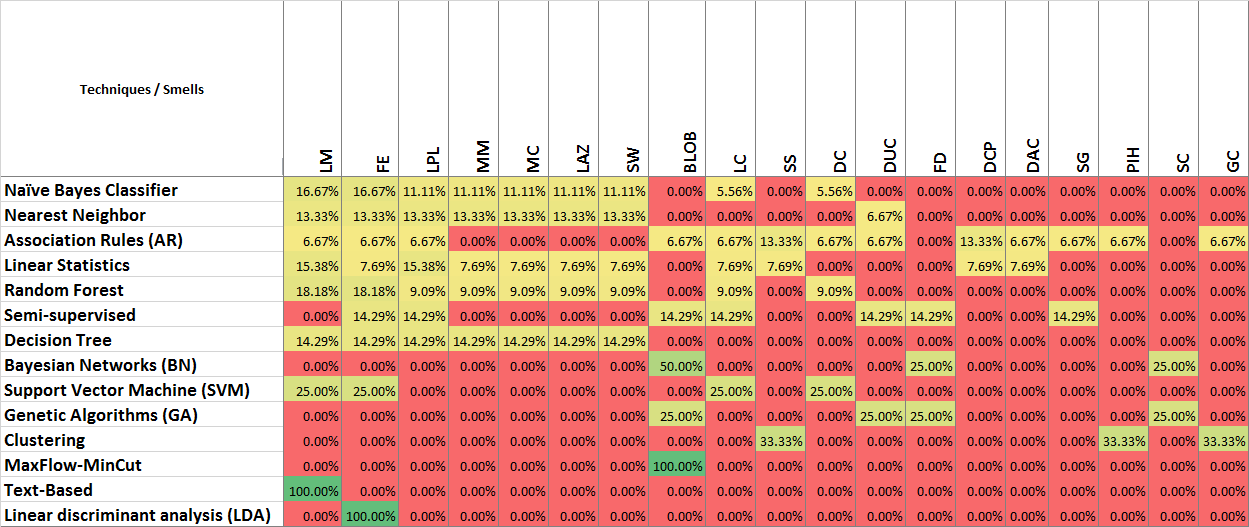 Techniques / Smells LM FE LPL MM MC LAZ SW BLOB LC SS DC DUC FD DCP DAC SG PIH SC GC
Naïve Bayes Classifier 16.67% 16.67% 11.11% 11.11% 11.11% 11.11% 11.11% 0.00% 5.56% 0.00% 5.56% 0.00% 0.00% 0.00% 0.00% 0.00% 0.00% 0.00% 0.00%
Nearest Neighbor 13.33% 13.33% 13.33% 13.33% 13.33% 13.33% 13.33% 0.00% 0.00% 0.00% 0.00% 6.67% 0.00% 0.00% 0.00% 0.00% 0.00% 0.00% 0.00%
Association Rules (AR) 6.67% 6.67% 6.67% 0.00% 0.00% 0.00% 0.00% 6.67% 6.67% 13.33% 6.67% 6.67% 0.00% 13.33% 6.67% 6.67% 6.67% 0.00% 6.67%
Linear Statistics 15.38% 7.69% 15.38% 7.69% 7.69% 7.69% 7.69% 0.00% 7.69% 7.69% 0.00% 0.00% 0.00% 7.69% 7.69% 0.00% 0.00% 0.00% 0.00%
Random Forest 18.18% 18.18% 9.09% 9.09% 9.09% 9.09% 9.09% 0.00% 9.09% 0.00% 9.09% 0.00% 0.00% 0.00% 0.00% 0.00% 0.00% 0.00% 0.00%
Semi-supervised 0.00% 14.29% 14.29% 0.00% 0.00% 0.00% 0.00% 14.29% 14.29% 0.00% 0.00% 14.29% 14.29% 0.00% 0.00% 14.29% 0.00% 0.00% 0.00%
Decision Tree 14.29% 14.29% 14.29% 14.29% 14.29% 14.29% 14.29% 0.00% 0.00% 0.00% 0.00% 0.00% 0.00% 0.00% 0.00% 0.00% 0.00% 0.00% 0.00%
Bayesian Networks (BN) 0.00% 0.00% 0.00% 0.00% 0.00% 0.00% 0.00% 50.00% 0.00% 0.00% 0.00% 0.00% 25.00% 0.00% 0.00% 0.00% 0.00% 25.00% 0.00%
Support Vector Machine (SVM) 25.00% 25.00% 0.00% 0.00% 0.00% 0.00% 0.00% 0.00% 25.00% 0.00% 25.00% 0.00% 0.00% 0.00% 0.00% 0.00% 0.00% 0.00% 0.00%
Genetic Algorithms (GA) 0.00% 0.00% 0.00% 0.00% 0.00% 0.00% 0.00% 25.00% 0.00% 0.00% 0.00% 25.00% 25.00% 0.00% 0.00% 0.00% 0.00% 25.00% 0.00%
Clustering 0.00% 0.00% 0.00% 0.00% 0.00% 0.00% 0.00% 0.00% 0.00% 33.33% 0.00% 0.00% 0.00% 0.00% 0.00% 0.00% 33.33% 0.00% 33.33%
MaxFlow-MinCut 0.00% 0.00% 0.00% 0.00% 0.00% 0.00% 0.00% 100.00% 0.00% 0.00% 0.00% 0.00% 0.00% 0.00% 0.00% 0.00% 0.00% 0.00% 0.00%
Text-Based 100.00% 0.00% 0.00% 0.00% 0.00% 0.00% 0.00% 0.00% 0.00% 0.00% 0.00% 0.00% 0.00% 0.00% 0.00% 0.00% 0.00% 0.00% 0.00%
Linear discriminant analysis (LDA) 0.00% 100.00% 0.00% 0.00% 0.00% 0.00% 0.00% 0.00% 0.00% 0.00% 0.00% 0.00% 0.00% 0.00% 0.00% 0.00% 0.00% 0.00% 0.00%